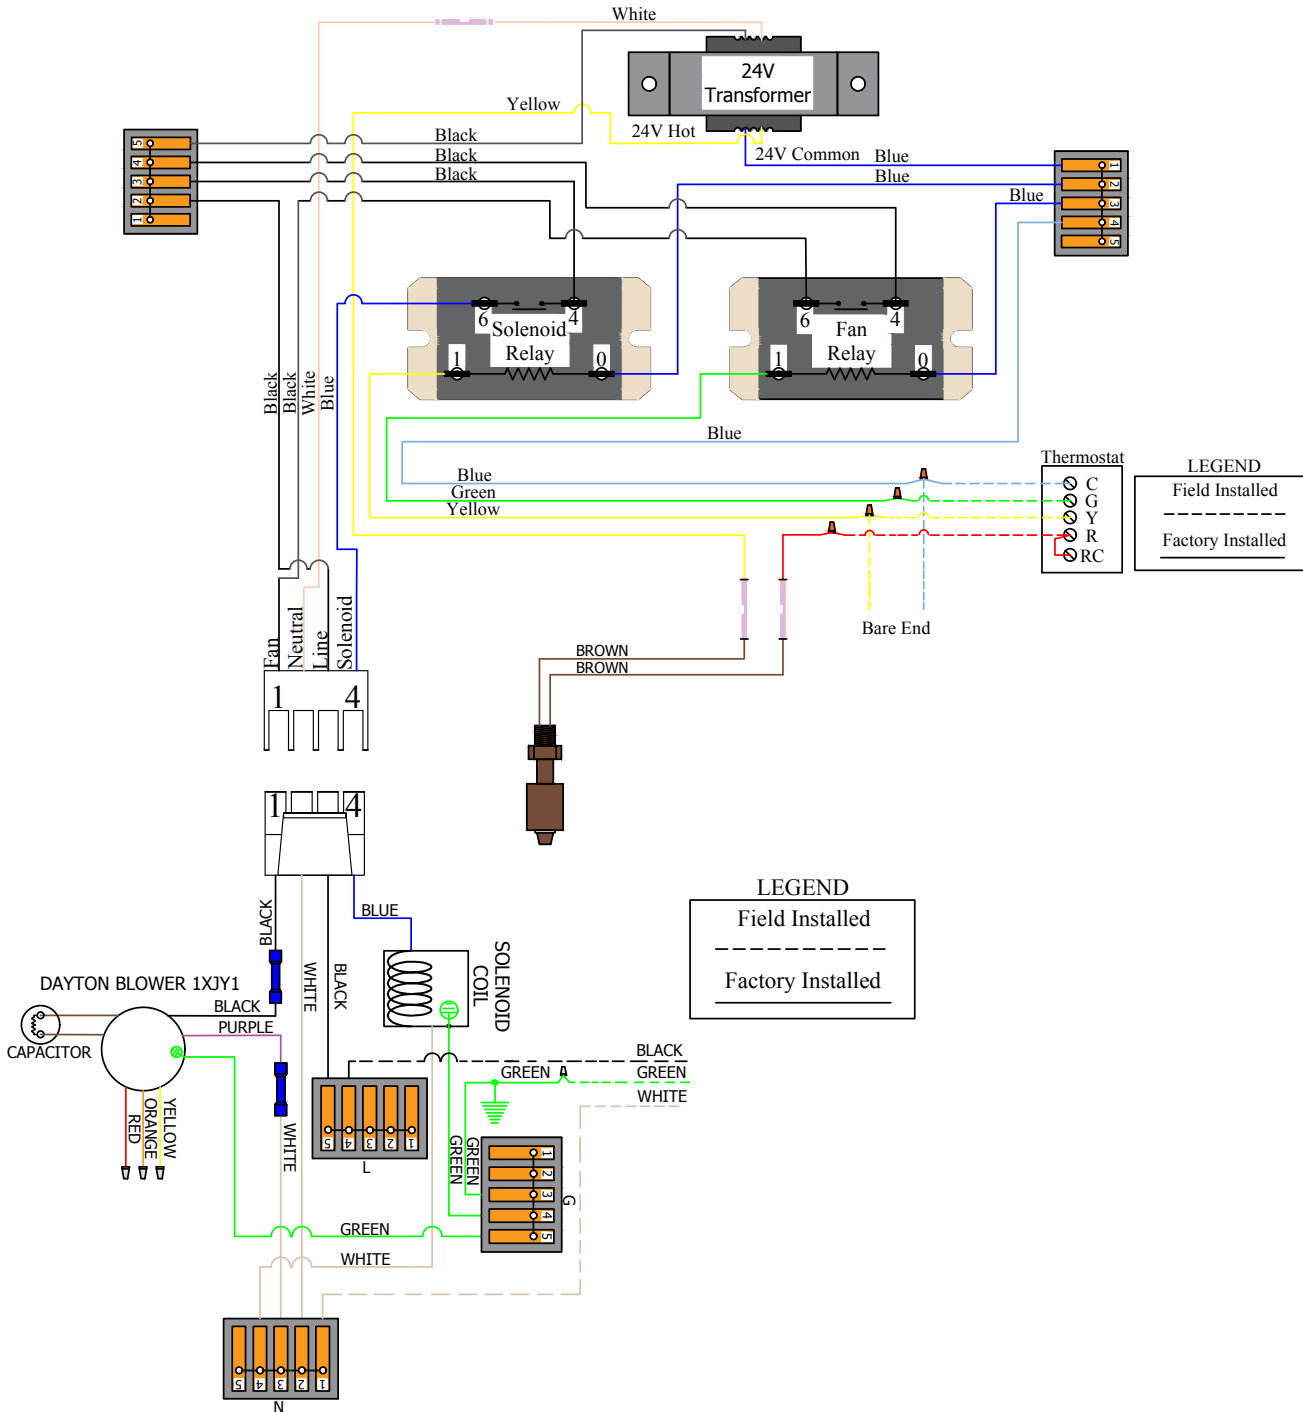 White
24V
Transformer
Yellow
24V Hot
24V Common
Black
Black
Black
Blue
Blue
Blue
5
4
3
2
1
1
2
3
4
5
6
4
Solenoid
Relay
1
0
6
4
Fan
Relay
1
0
Black
Black
White
Blue
Blue
Blue
Green
Yellow
Thermostat
C
G
Y
R
RC
LEGEND
Field Installed
Factory Installed
Bare End
Fan
Neutral
Line
Solenoid
1
4
BROWN
BROWN
1
4
BLACK
WHITE
BLACK
BLUE
SOLENOID
COIL
LEGEND
Field Installed
Factory Installed
DAYTON BLOWER 1XJY1
CAPACITOR
BLACK
PURPLE
RED
ORANGE
YELLOW
WHITE
BLACK
GREEN
GREEN
WHITE
5
4
3
2
1
L
GREEN
GREEN
1
2
3
4
5
G
GREEN
WHITE
5
4
3
2
1
N